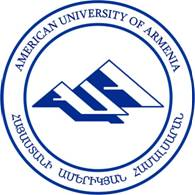 AMERICAN UNIVERSITY OF ARMENIA
ՀԱՅԱՍՏԱՆԻ ԱՄԵՐԻԿՅԱՆ ՀԱՄԱԼՍԱՐԱՆ